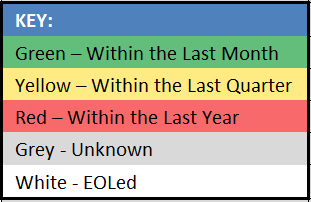 KEY:
Green – Within the Last Month
Yellow – Within the Last Quarter
Red – Within the Last Year
Grey - Unknown
White - EOLed